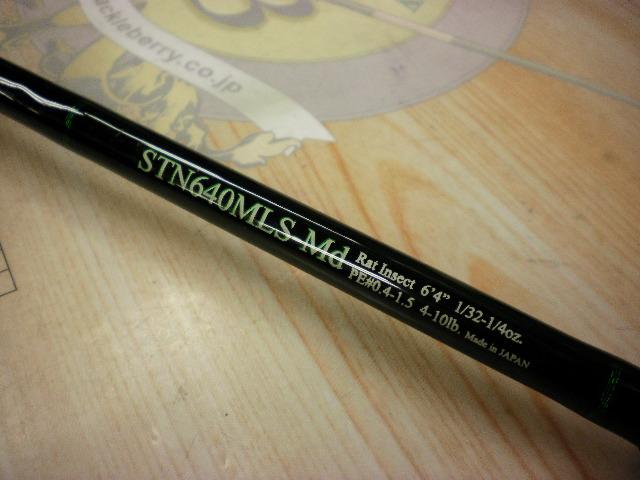 ackleberry.co.jp
STN640MLS Md
Rat Insect 6'4" 1/32-1/4oz.
PE#0.4-1.5 4-10lb. Made in JAPAN